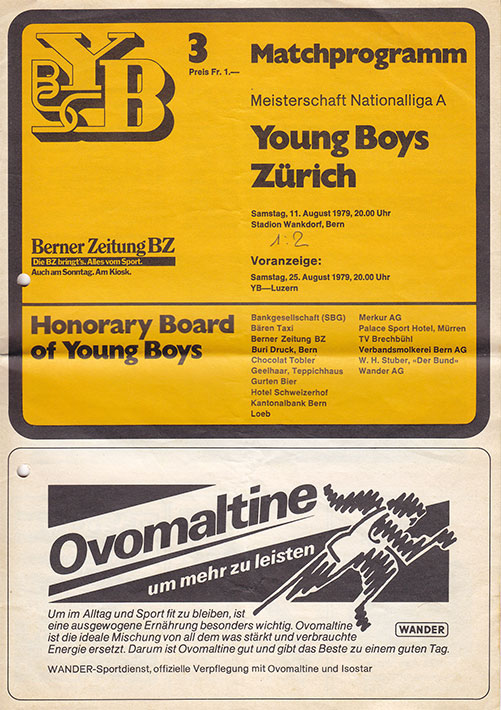 YB
BSC
3
Preis Fr. 1.—
Matchprogramm
Meisterschaft Nationalliga A
Young Boys
Zürich
Samstag, 11. August 1979, 20.00 Uhr
Stadion Wankdorf, Bern
1:2
Voranzeige:
Samstag, 25. August 1979, 20.00 Uhr
YB—Luzern
Berner Zeitung BZ
Die BZ bringt's. Alles vom Sport.
Auch am Sonntag. Am Kiosk.
Honorary Board
of Young Boys
Bankgesellschaft (SBG)
Bären Taxi
Berner Zeitung BZ
Buri Druck, Bern
Chocolat Tobler
Geelhaar, Teppichhaus
Gurten Bier
Hotel Schweizerhof
Kantonalbank Bern
Loeb
Merkur AG
Palace Sport Hotel, Mürren
TV Brechbühl
Verbandsmolkerei Bern AG
W. H. Stuber, «Der Bund»
Wander AG
Ovomaltine
um mehr zu leisten
Um im Alltag und Sport fit zu bleiben, ist
eine ausgewogene Ernährung besonders wichtig. Ovomaltine
ist die ideale Mischung von all dem was stärkt und verbrauchte
Energie ersetzt. Darum ist Ovomaltine gut und gibt das Beste zu einem guten Tag.
WANDER
WANDER-Sportdienst, offizielle Verpflegung mit Ovomaltine und Isostar